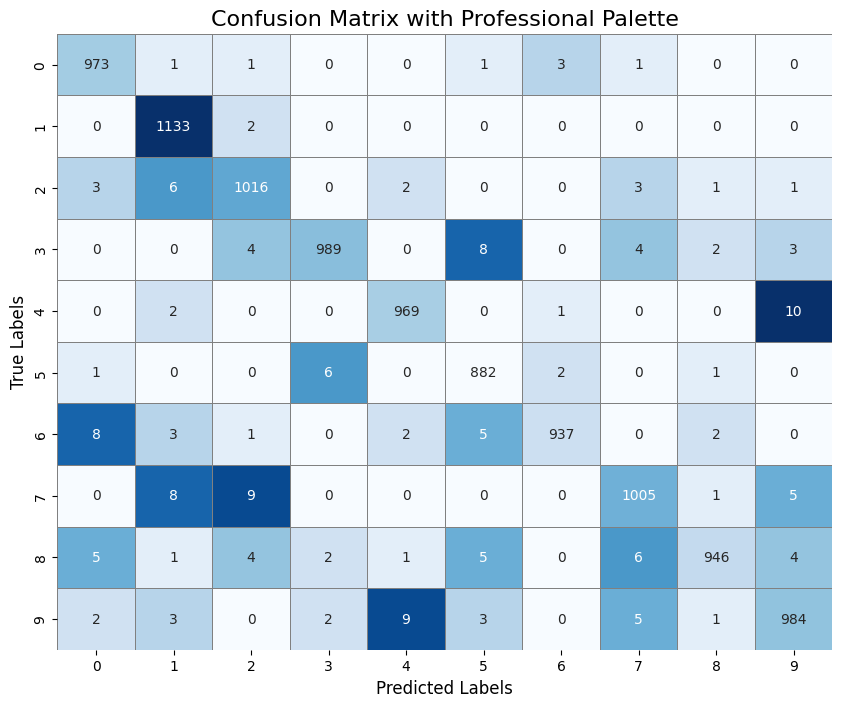 Confusion Matrix with Professional Palette
True Labels
0 973 1 1 0 0 1 3 1 0 0
1 0 1133 2 0 0 0 0 0 0 0
2 3 6 1016 0 2 0 0 3 1 1
3 0 0 4 989 0 8 0 4 2 3
4 0 2 0 0 969 0 1 0 0 10
5 1 0 0 6 0 882 2 0 1 0
6 8 3 1 0 2 5 937 0 2 0
7 0 8 9 0 0 0 0 1005 1 5
8 5 1 4 2 1 5 0 6 946 4
9 2 3 0 2 9 3 0 5 1 984
0 1 2 3 4 5 6 7 8 9
Predicted Labels